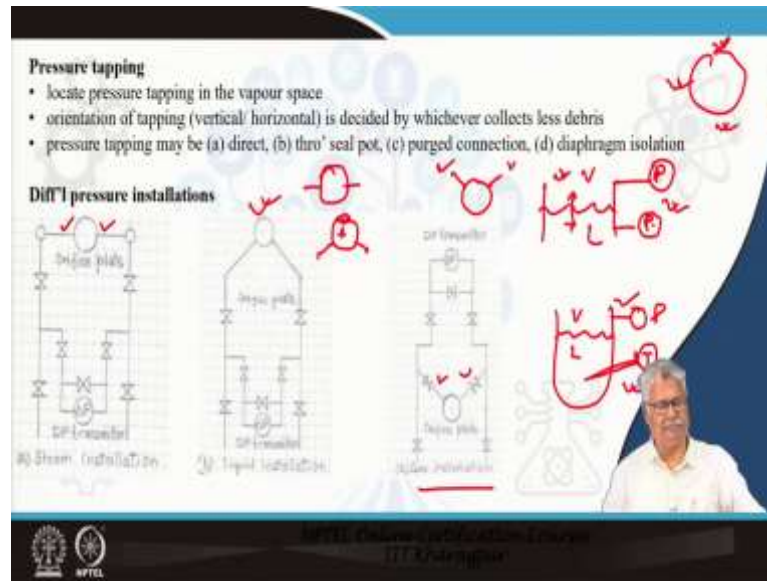 Pressure tapping
• locate pressure tapping in the vapour space
• orientation of tapping (vertical/ horizontal) is decided by whichever collects less debris
• pressure tapping may be (a) direct, (b) thro' seal pot, (c) purged connection, (d) diaphragm isolation
Diff'l pressure installations
P
V
L
P
DP transmitter
Orifice plate
Orifice plate
V
P
L
T
Orifice plate
DP transmitter
DP transmitter
(a) Steam installation
(b) Liquid installation
NPTEL Online Certification Course
IIT Kharagpur
NPTEL